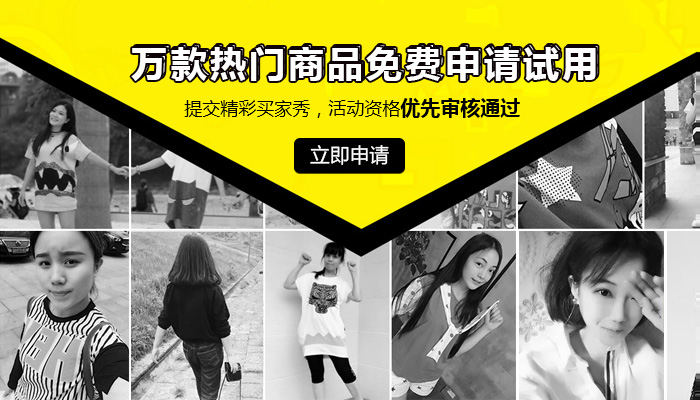 万款热门商品免费申请试用
提交精彩买家秀，活动资格优先审核通过
立即申请